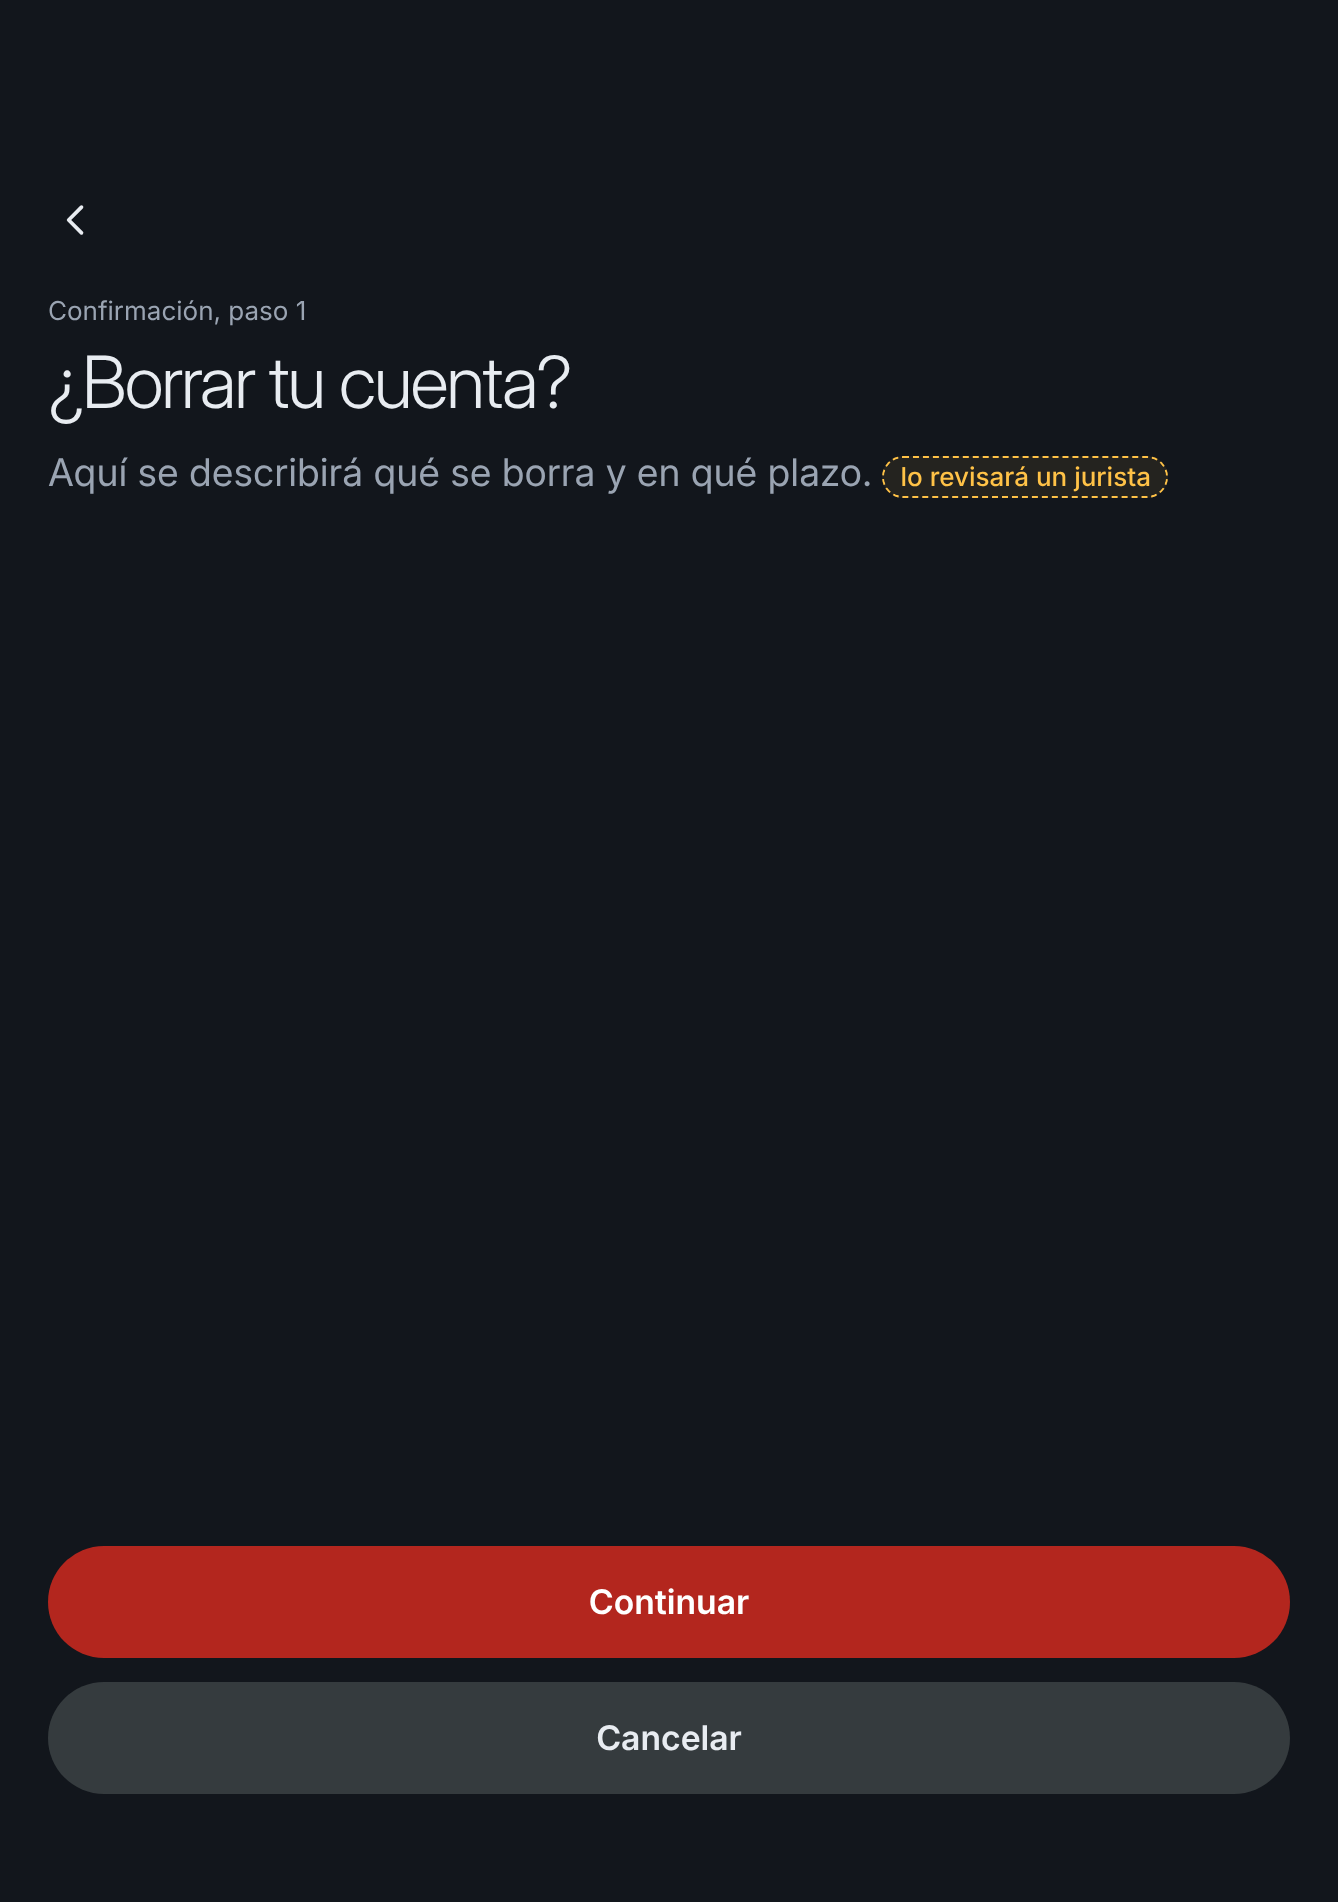 Confirmación, paso 1
¿Borrar tu cuenta?
Aquí se describirá qué se borra y en qué plazo. lo revisará un jurista
Continuar
Cancelar